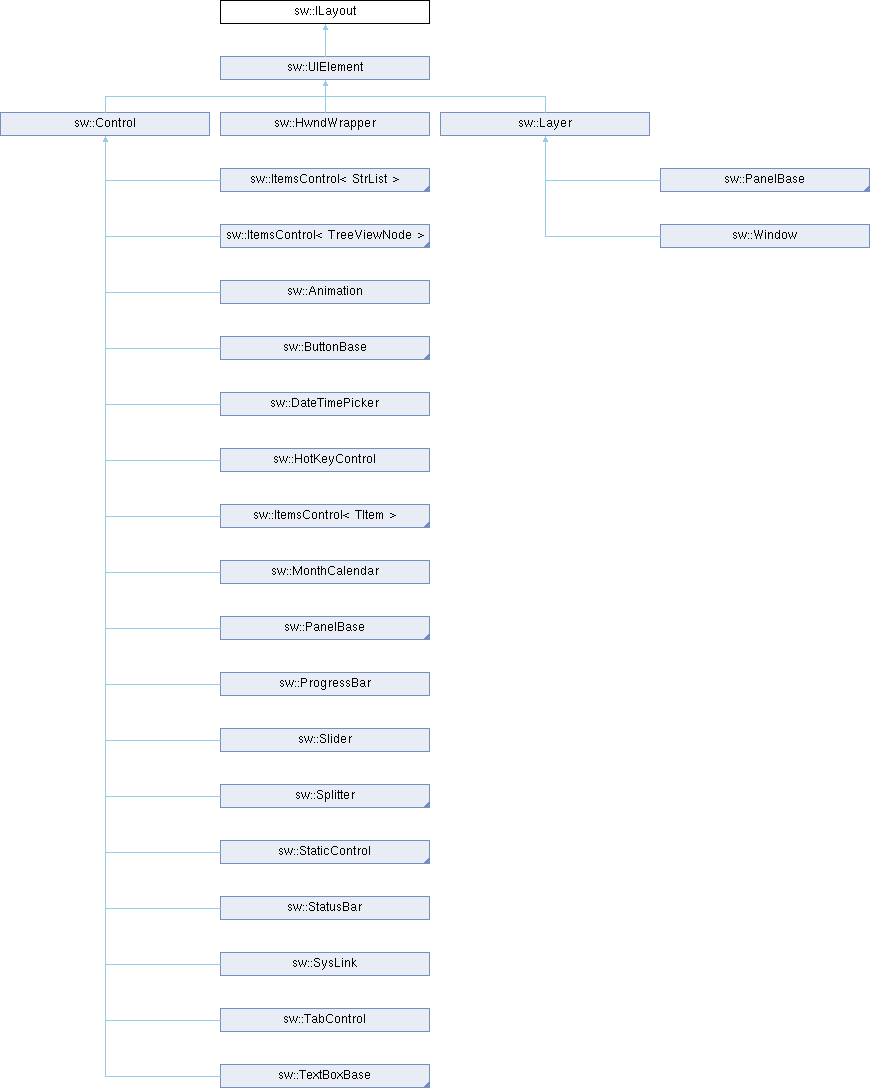 sw::ILayout
sw::UIElement
sw::Control
sw::HwndWrapper
sw::Layer
sw::ItemsControl< StrList >
sw::PanelBase
sw::ItemsControl< TreeViewNode >
sw::Window
sw::Animation
sw::ButtonBase
sw::DateTimePicker
sw::HotKeyControl
sw::ItemsControl< TItem >
sw::MonthCalendar
sw::PanelBase
sw::ProgressBar
sw::Slider
sw::Splitter
sw::StaticControl
sw::StatusBar
sw::SysLink
sw::TabControl
sw::TextBoxBase